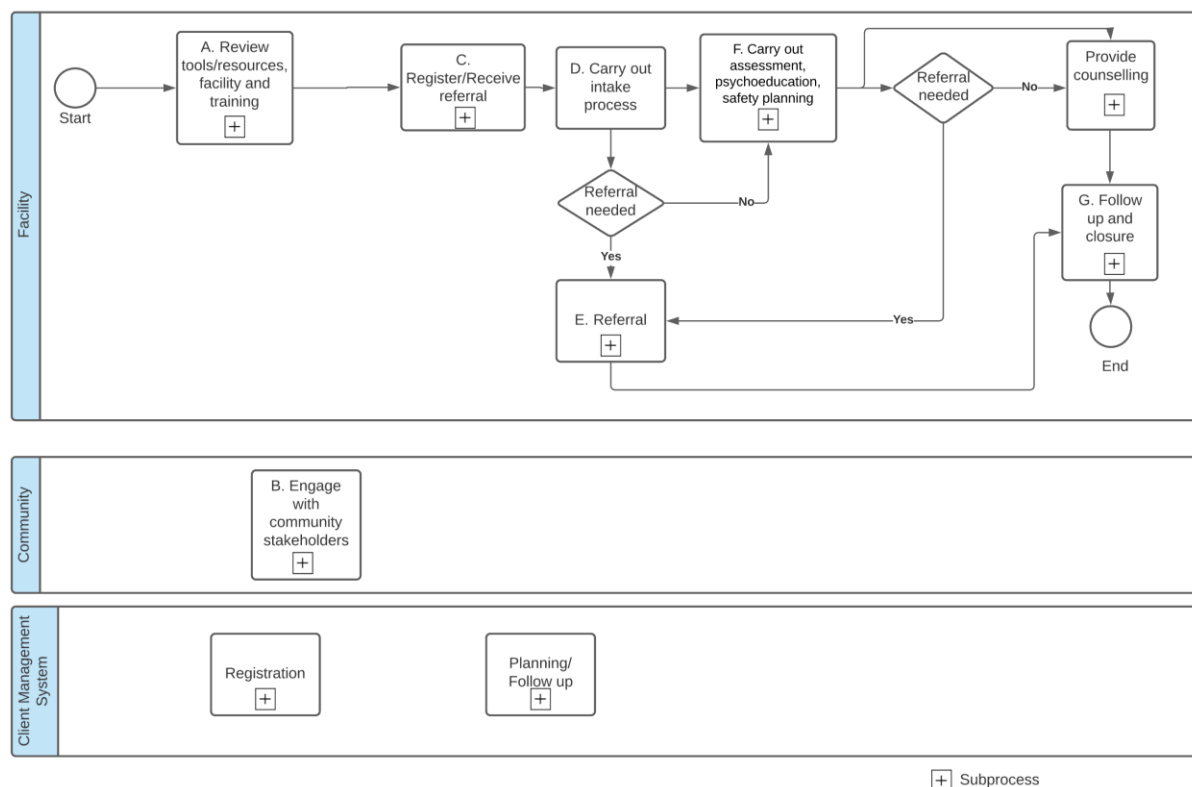 Facility
Start
A. Review
tools/resources,
facility and
training
C.
Register/Receive
referral
D. Carry out
intake
process
F. Carry out
assessment,
psychoeducation,
safety planning
Referral
needed
No
Provide
counselling
Referral
needed
No
Yes
G. Follow
up and
closure
E. Referral
Yes
End
Community
B. Engage
with
community
stakeholders
Client Management
System
Registration
Planning/
Follow up
Subprocess